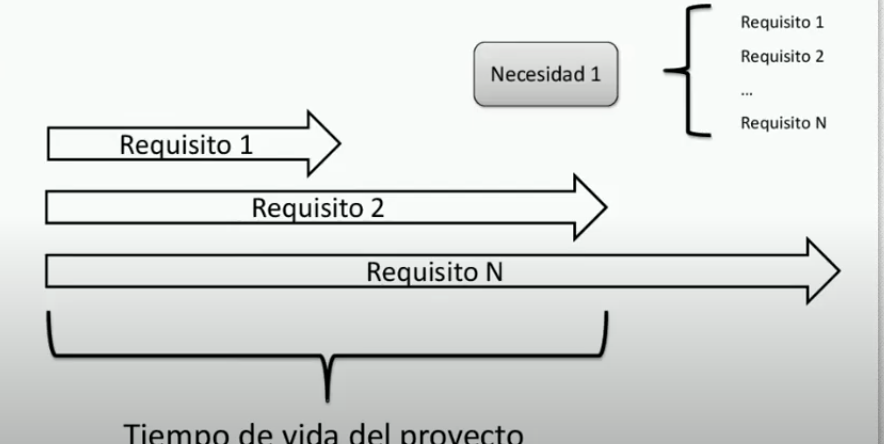 Requisito 1
Necesidad 1
Requisito 2
...
Requisito N
Requisito 1
Requisito 2
Requisito N
Tiempo de vida del proyecto